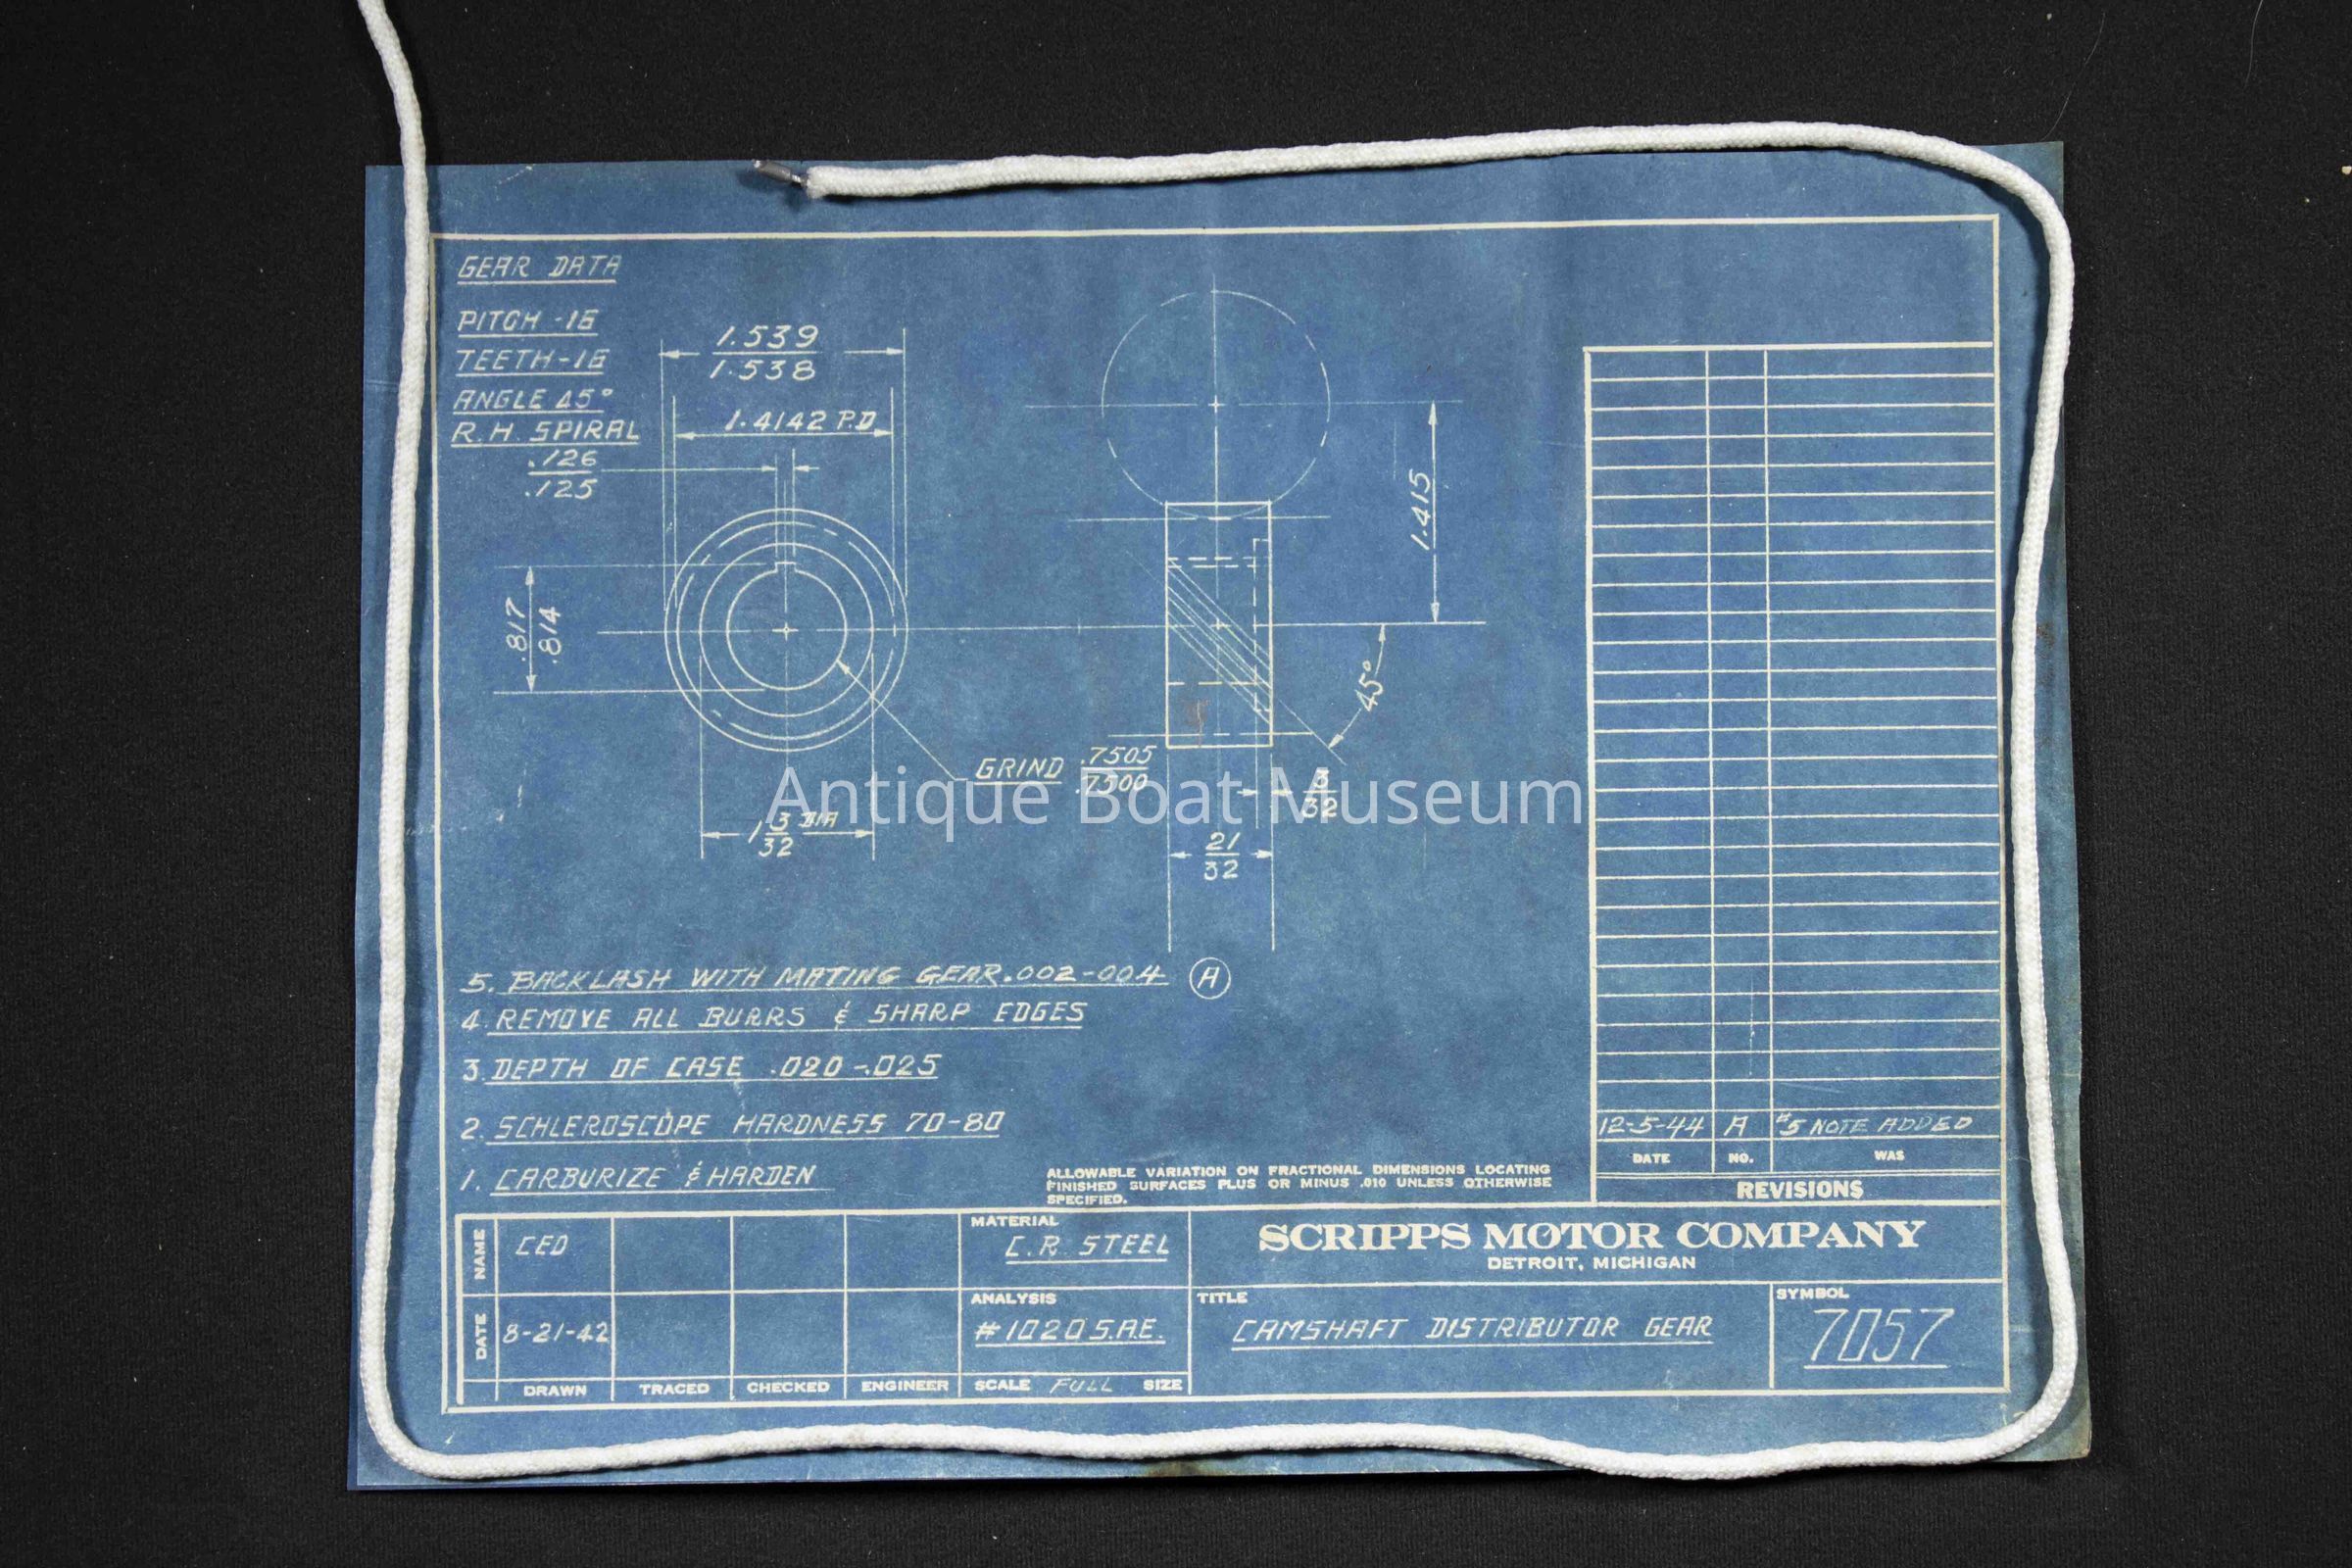 GEAR DATA
PITCH -16
TEETH-16
ANGLE 45°
R.H. SPIRAL
.126
.125
1.539
1.538
1.4142 P.D
.817
.814
1.415
45°
GRIND .7505
.7500
1 3/32 DIA
3/32
21/32
Antique Boat Museum
5. BACKLASH WITH MATING GEAR .002-004 A
4. REMOVE ALL BURRS & SHARP EDGES
3. DEPTH OF CASE .020-.025
2. SCHLEROSCOPE HARDNESS 70-80
1. CARBURIZE & HARDEN
ALLOWABLE VARIATION ON FRACTIONAL DIMENSIONS LOCATING
FINISHED SURFACES PLUS OR MINUS .010 UNLESS OTHERWISE
SPECIFIED.
12-5-44 A #5 NOTE ADDED
DATE NO. WAS
REVISIONS
NAME CED
DATE 8-21-42
DRAWN TRACED CHECKED ENGINEER
MATERIAL
C.R. STEEL
ANALYSIS
#1020 S.A.E.
SCALE FULL SIZE
SCRIPPS MOTOR COMPANY
DETROIT, MICHIGAN
TITLE
CAMSHAFT DISTRIBUTOR GEAR
SYMBOL
7057